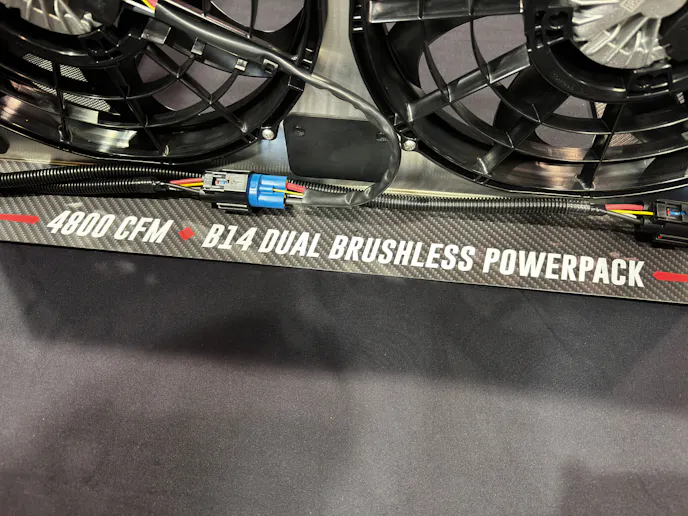 4800 CFM ◆ B14 DUAL BRUSHLESS POWERPACK